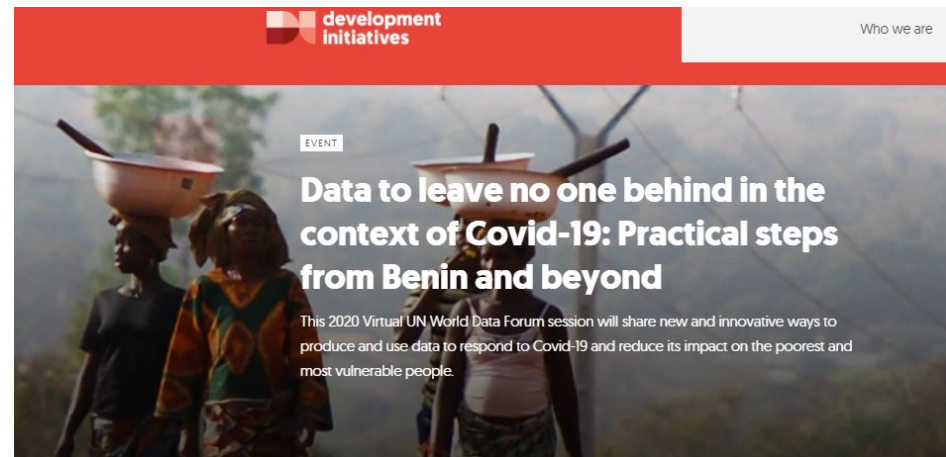 development
initiatives
Who we are
EVENT
Data to leave no one behind in the
context of Covid-19: Practical steps
from Benin and beyond
This 2020 Virtual UN World Data Forum session will share new and innovative ways to
produce and use data to respond to Covid-19 and reduce its impact on the poorest and
most vulnerable people.